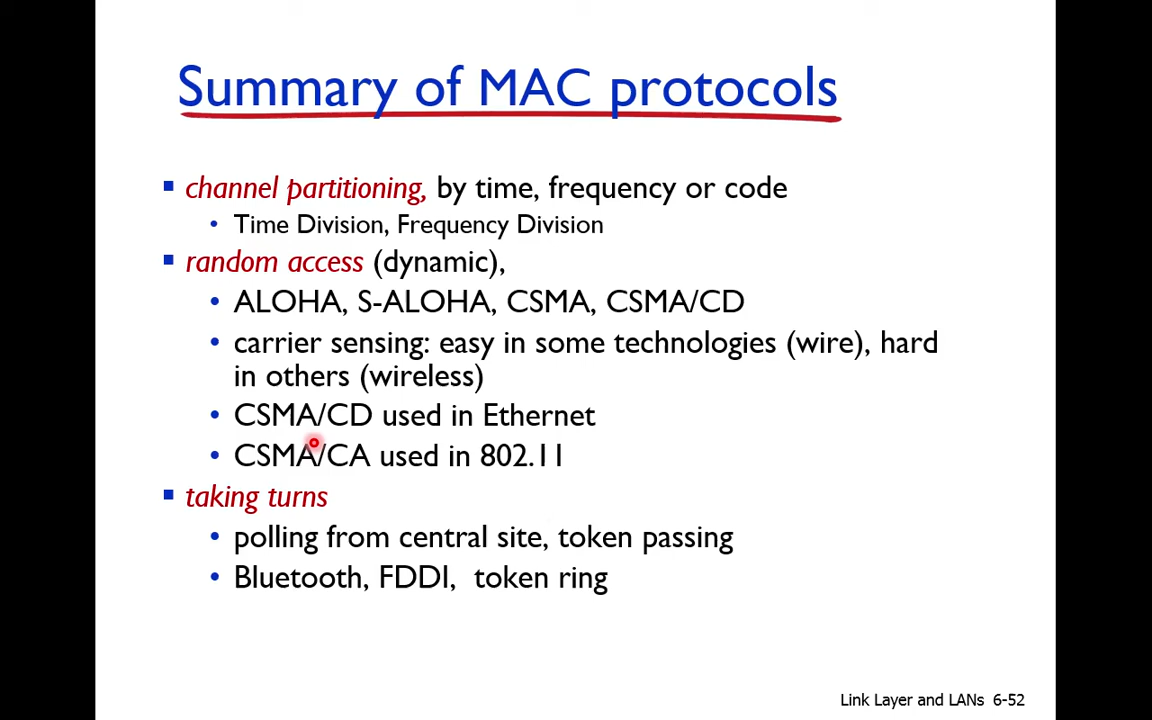 Summary of MAC protocols
▪ channel partitioning, by time, frequency or code
• Time Division, Frequency Division
▪ random access (dynamic),
• ALOHA, S-ALOHA, CSMA, CSMA/CD
• carrier sensing: easy in some technologies (wire), hard
in others (wireless)
• CSMA/CD used in Ethernet
• CSMA/CA used in 802.11
▪ taking turns
• polling from central site, token passing
• Bluetooth, FDDI, token ring
Link Layer and LANs 6-52